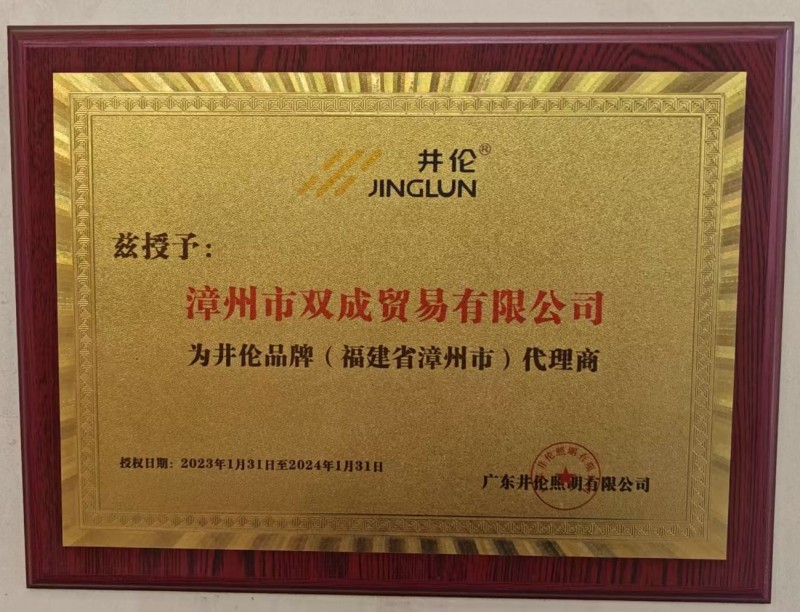 井伦®
JINGLUN
兹授予：
漳州市双成贸易有限公司
为井伦品牌（福建省漳州市）代理商
授权日期：2023年1月31日至2024年1月31日
广东井伦照明有限公司